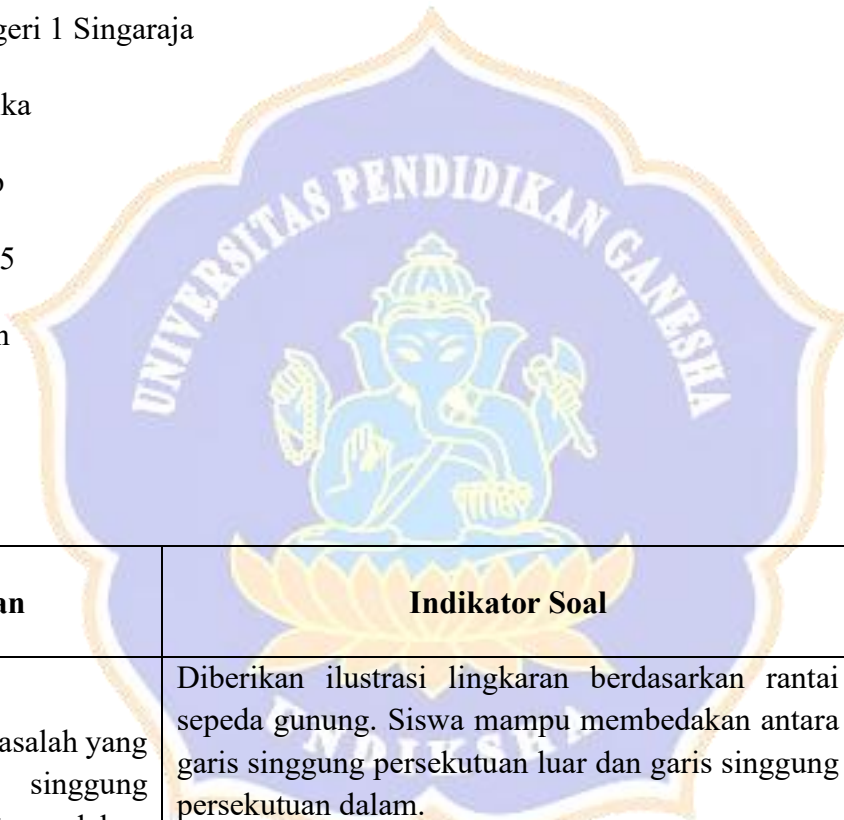 geri 1 Singaraja
ka
5
n
UNIVERSITAS PENDIDIKAN GANESHA
an
Indikator Soal
Diberikan ilustrasi lingkaran berdasarkan rantai
asalah yang
sepeda gunung. Siswa mampu membedakan antara
singgung
garis singgung persekutuan luar dan garis singgung
persekutuan dalam.
UNDIKSHA